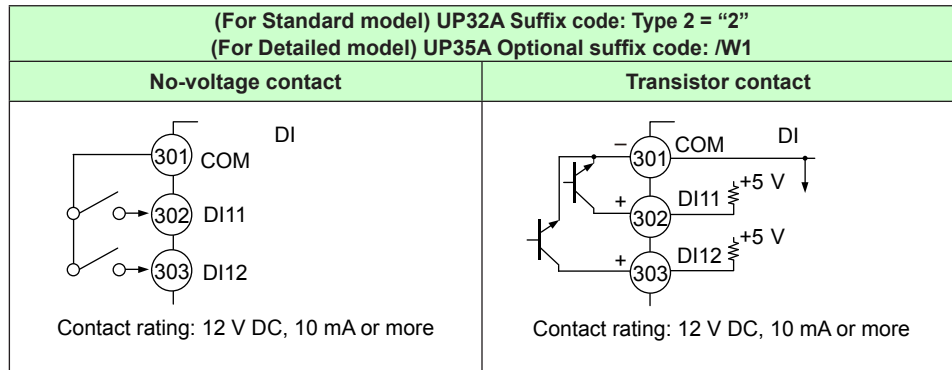 (For Standard model) UP32A Suffix code: Type 2 = “2”
(For Detailed model) UP35A Optional suffix code: /W1
No-voltage contact
Transistor contact
DI
301
COM
302
DI11
303
DI12
Contact rating: 12 V DC, 10 mA or more
−
301
COM
DI
+
302
DI11
+5 V
+
303
DI12
+5 V
Contact rating: 12 V DC, 10 mA or more